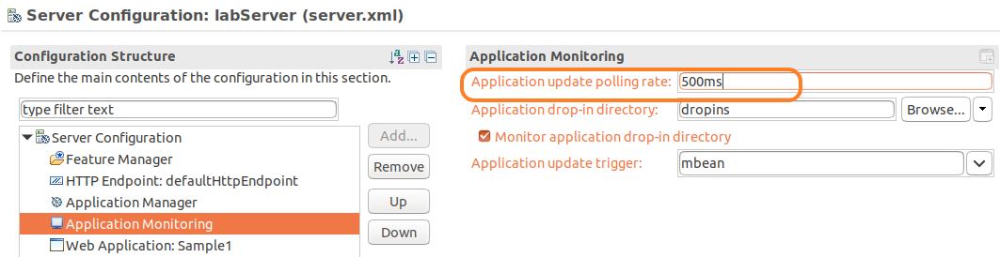 Server Configuration: labServer (server.xml)
Configuration Structure
Define the main contents of the configuration in this section.
type filter text
Server Configuration
Feature Manager
HTTP Endpoint: defaultHttpEndpoint
Application Manager
Application Monitoring
Web Application: Sample1
Add...
Remove
Up
Down
Application Monitoring
Application update polling rate: 500ms
Application drop-in directory: dropins Browse...
Monitor application drop-in directory
Application update trigger: mbean